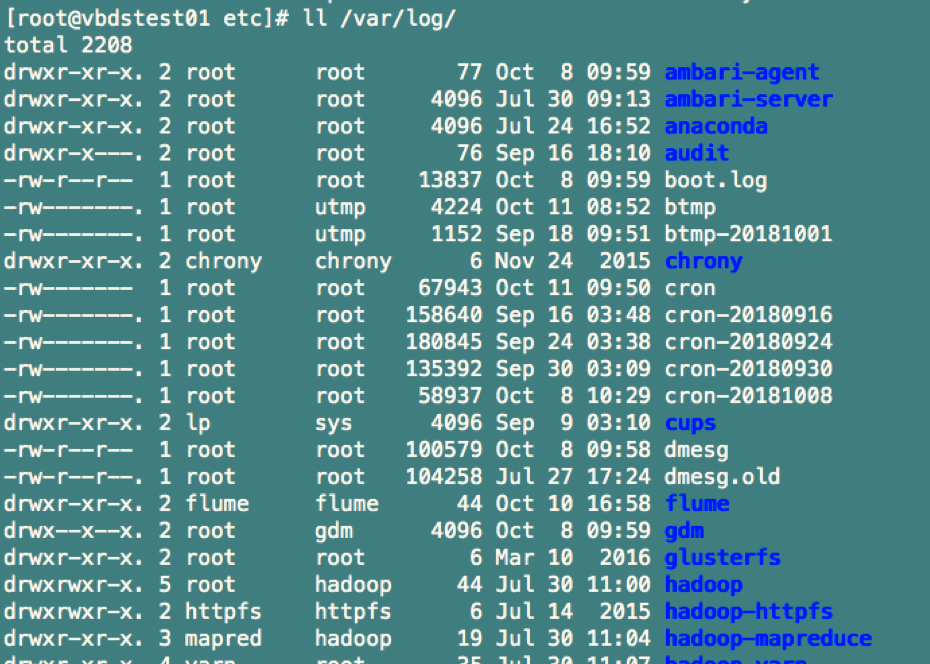 [root@vbdstest01 etc]# ll /var/log/
total 2208
drwxr-xr-x. 2 root      root         77 Oct  8 09:59 ambari-agent
drwxr-xr-x. 2 root      root       4096 Jul 30 09:13 ambari-server
drwxr-xr-x. 2 root      root       4096 Jul 24 16:52 anaconda
drwxr-x---. 2 root      root         76 Sep 16 18:10 audit
-rw-r--r--  1 root      root      13837 Oct  8 09:59 boot.log
-rw-------. 1 root      utmp       4224 Oct 11 08:52 btmp
-rw-------. 1 root      utmp       1152 Sep 18 09:51 btmp-20181001
drwxr-xr-x. 2 chrony    chrony        6 Nov 24  2015 chrony
-rw-------  1 root      root      67943 Oct 11 09:50 cron
-rw-------. 1 root      root     158640 Sep 16 03:48 cron-20180916
-rw-------. 1 root      root     180845 Sep 24 03:38 cron-20180924
-rw-------. 1 root      root     135392 Sep 30 03:09 cron-20180930
-rw-------. 1 root      root      58937 Oct  8 10:29 cron-20181008
drwxr-xr-x. 2 lp        sys        4096 Sep  9 03:10 cups
-rw-r--r--  1 root      root     100579 Oct  8 09:58 dmesg
-rw-r--r--. 1 root      root     104258 Jul 27 17:24 dmesg.old
drwxr-xr-x. 2 flume     flume        44 Oct 10 16:58 flume
drwx--x--x. 2 root      gdm        4096 Oct  8 09:59 gdm
drwxr-xr-x. 2 root      root          6 Mar 10  2016 glusterfs
drwxrwxr-x. 5 root      hadoop       44 Jul 30 11:00 hadoop
drwxrwxr-x. 2 httpfs    httpfs        6 Jul 14  2015 hadoop-httpfs
drwxr-xr-x. 3 mapred    hadoop       19 Jul 30 11:04 hadoop-mapreduce
drwxrwxr-x. 4 yarn      root         35 Jul 30 11:07 hadoop-yarn